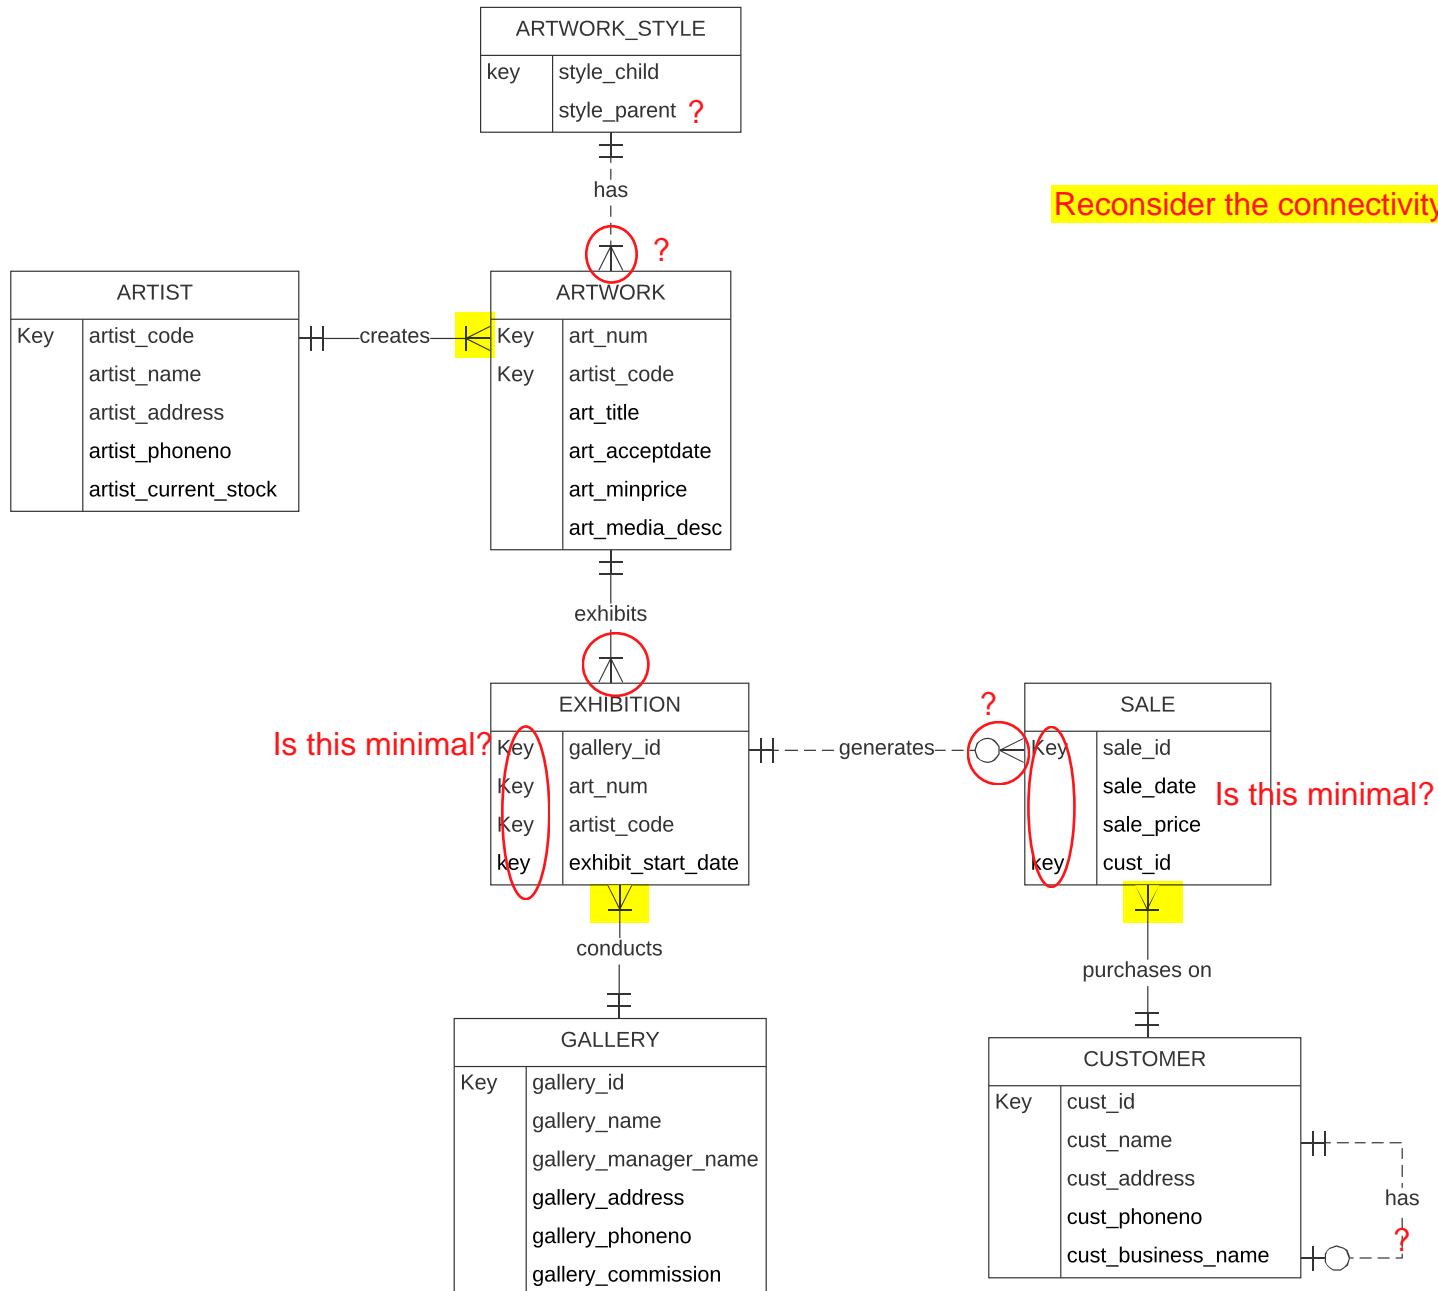 ARTWORK_STYLE
key style_child
style_parent ?
has
Reconsider the connectivity
?
ARTIST
Key artist_code
artist_name
artist_address
artist_phoneno
artist_current_stock
creates
ARTWORK
Key art_num
Key artist_code
art_title
art_acceptdate
art_minprice
art_media_desc
exhibits
Is this minimal?
EXHIBITION
Key gallery_id
Key art_num
Key artist_code
key exhibit_start_date
generates
?
SALE
Key sale_id
sale_date
sale_price
key cust_id
Is this minimal?
conducts
purchases on
GALLERY
Key gallery_id
gallery_name
gallery_manager_name
gallery_address
gallery_phoneno
gallery_commission
CUSTOMER
Key cust_id
cust_name
cust_address
cust_phoneno
cust_business_name
has
?